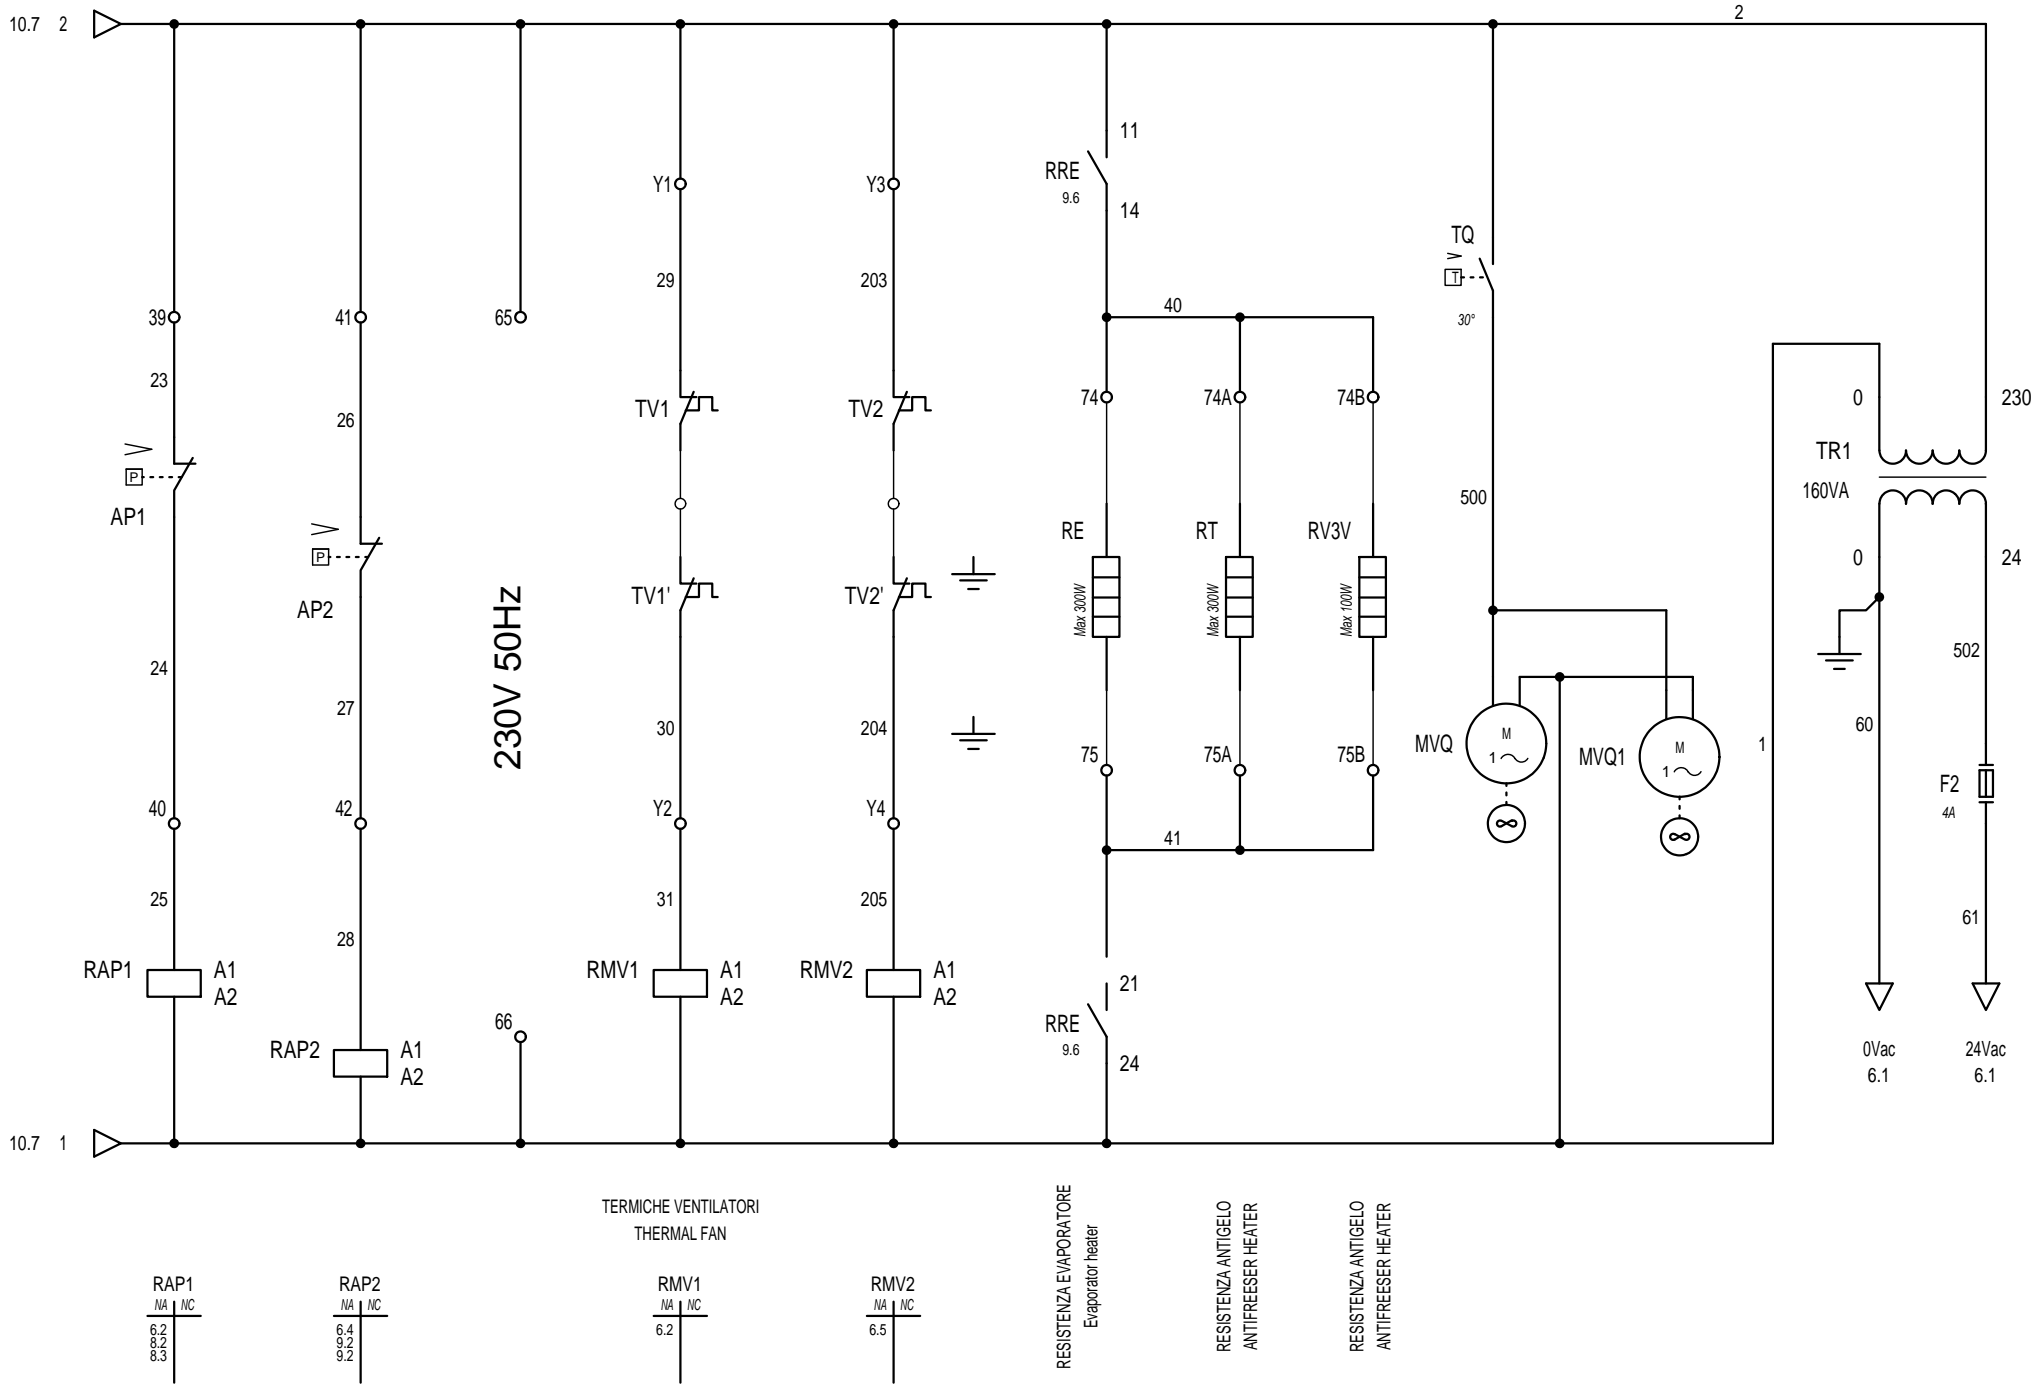 10.7 2
2
11
RRE
9.6
14
Y1
Y3
TQ
T
30°
29
203
39
41
65
40
23
26
TV1
TV2
74
74A
74B
0
230
TR1
160VA
P
AP1
P
AP2
500
RE
RT
RV3V
Max 300W
Max 300W
Max 100W
0
24
TV1'
TV2'
230V 50Hz
24
27
30
204
502
60
75
75A
75B
MVQ
M
1
MVQ1
M
1
1
F2
4A
40
42
Y2
Y4
41
25
28
31
205
61
RAP1
A1
A2
RMV1
A1
A2
RMV2
A1
A2
21
RRE
9.6
24
66
RAP2
A1
A2
0Vac
6.1
24Vac
6.1
10.7 1
TERMICHE VENTILATORI
THERMAL FAN
RESISTENZA EVAPORATORE
Evaporator heater
RESISTENZA ANTIGELO
ANTIFREESER HEATER
RESISTENZA ANTIGELO
ANTIFREESER HEATER
RAP1
NA NC
6.2
8.2
8.3
RAP2
NA NC
6.4
9.2
9.2
RMV1
NA NC
6.2
RMV2
NA NC
6.5